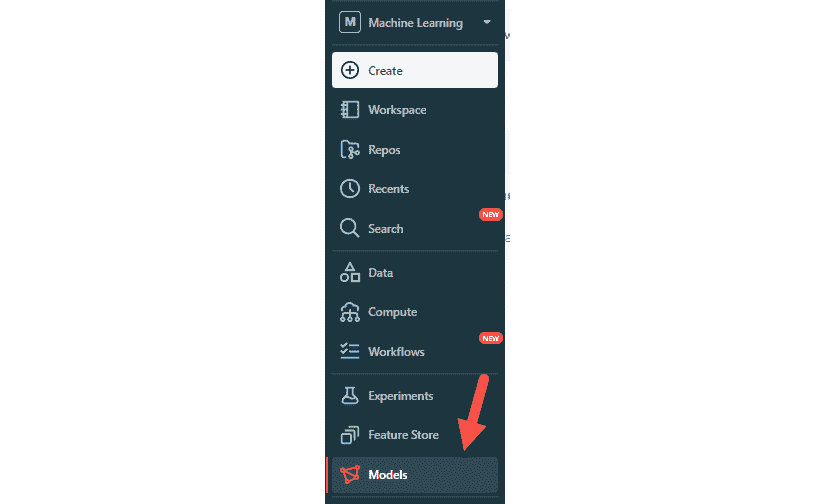 M Machine Learning
Create
Workspace
Repos
Recents
NEW
Search
Data
Compute
NEW
Workflows
Experiments
Feature Store
Models